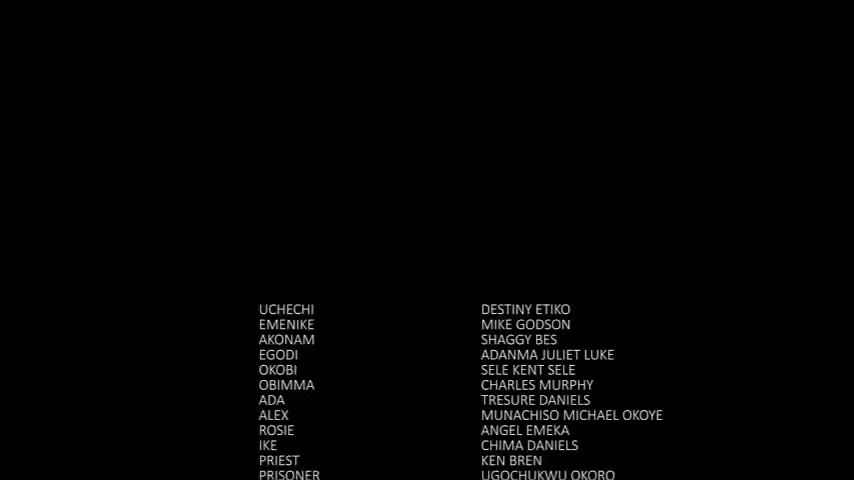 UCHECHI DESTINY ETIKO
EMENIKE MIKE GODSON
AKONAM SHAGGY BES
EGODI ADANMA JULIET LUKE
OKOBI SELE KENT SELE
OBIMMA CHARLES MURPHY
ADA TRESURE DANIELS
ALEX MUNACHISO MICHAEL OKOYE
ROSIE ANGEL EMEKA
IKE CHIMA DANIELS
PRIEST KEN BREN
PRISONER UGOCHUKWU OKORO